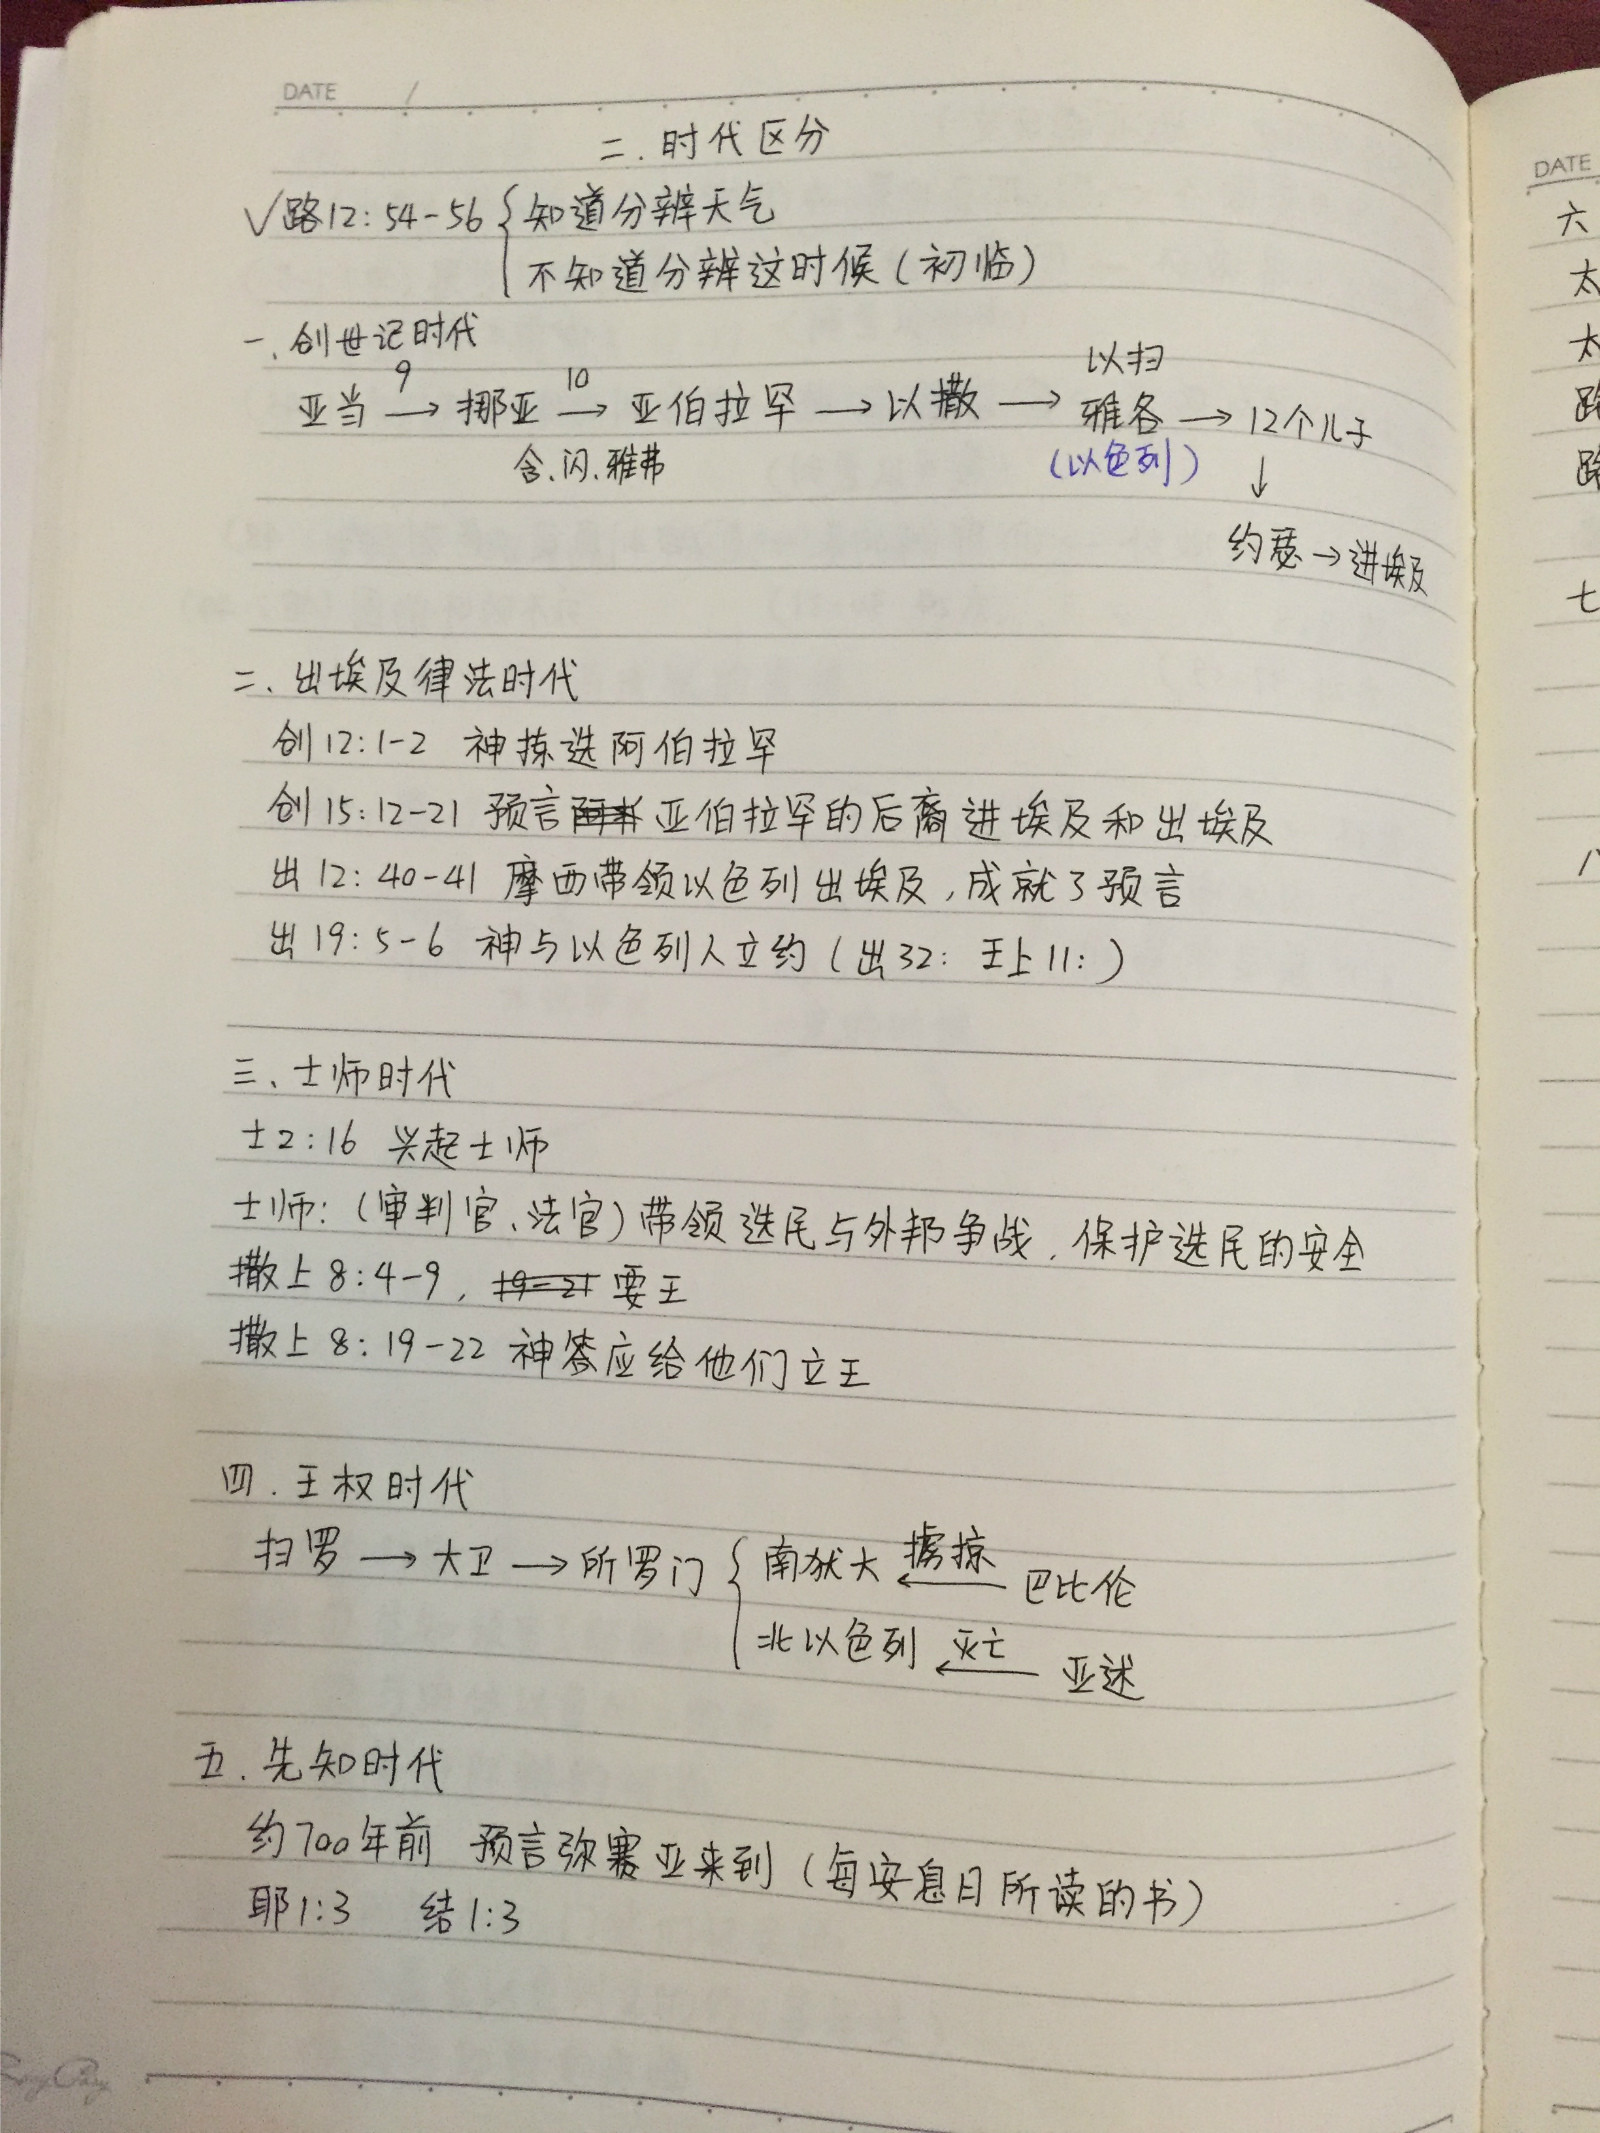 DATE /
二.时代区分
√路12:54-56 { 知道分辨天气
不知道分辨这时候(初临)
一、创世记时代
9 10 以扫
亚当 → 挪亚 → 亚伯拉罕 → 以撒 → 雅各 → 12个儿子
含、闪、雅弗 (以色列) ↓
约瑟→进埃及
二、出埃及律法时代
创12:1-2 神拣选阿伯拉罕
创15:12-21 预言亚伯拉罕的后裔进埃及和出埃及
出12:40-41 摩西带领以色列出埃及,成就了预言
出19:5-6 神与以色列人立约(出32: 王上11:)
三、士师时代
士2:16 兴起士师
士师:(审判官、法官)带领选民与外邦争战.保护选民的安全
撒上8:4-9, 19-21 要王
撒上8:19-22 神答应给他们立王
四.王权时代
扫罗 → 大卫 → 所罗门 { 南犹大 掳掠 ← 巴比伦
北以色列 灭亡 ← 亚述
五.先知时代
约700年前 预言弥赛亚来到(每安息日所读的书)
耶1:3 结1:3
DATE
六
太
太
路
路
七
八